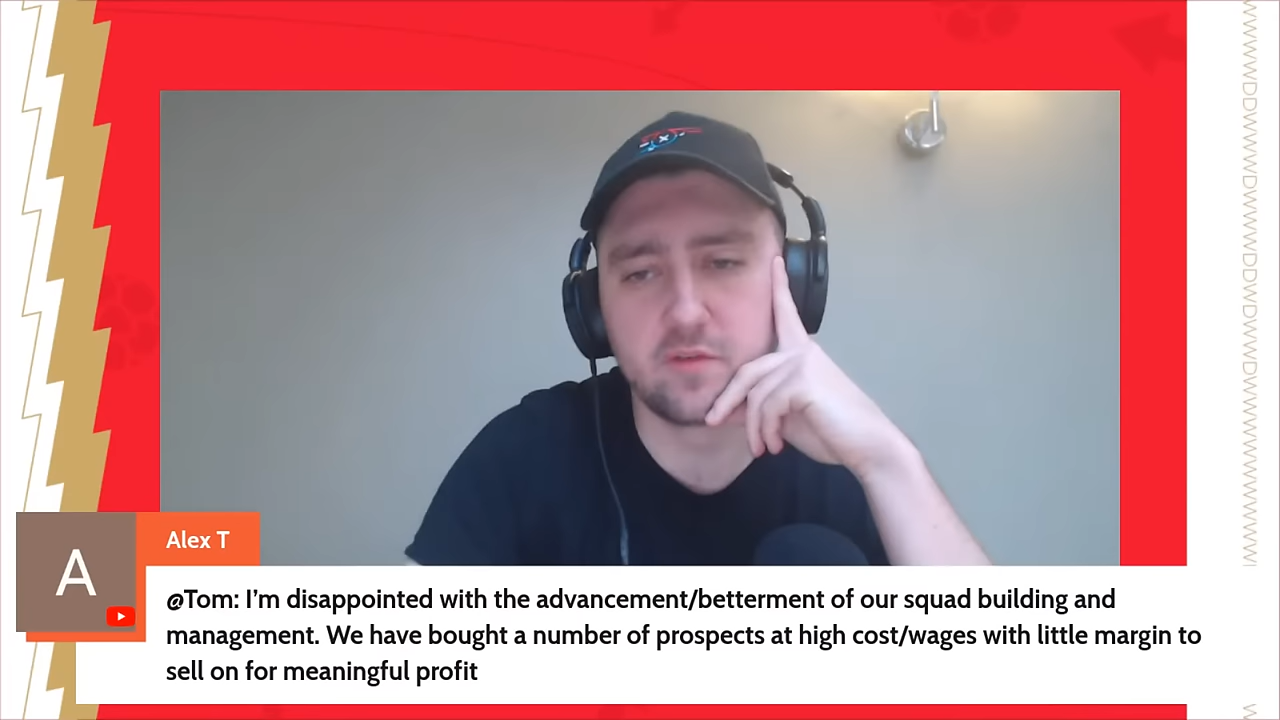 Alex T
A
@Tom: I’m disappointed with the advancement/betterment of our squad building and
management. We have bought a number of prospects at high cost/wages with little margin to
sell on for meaningful profit